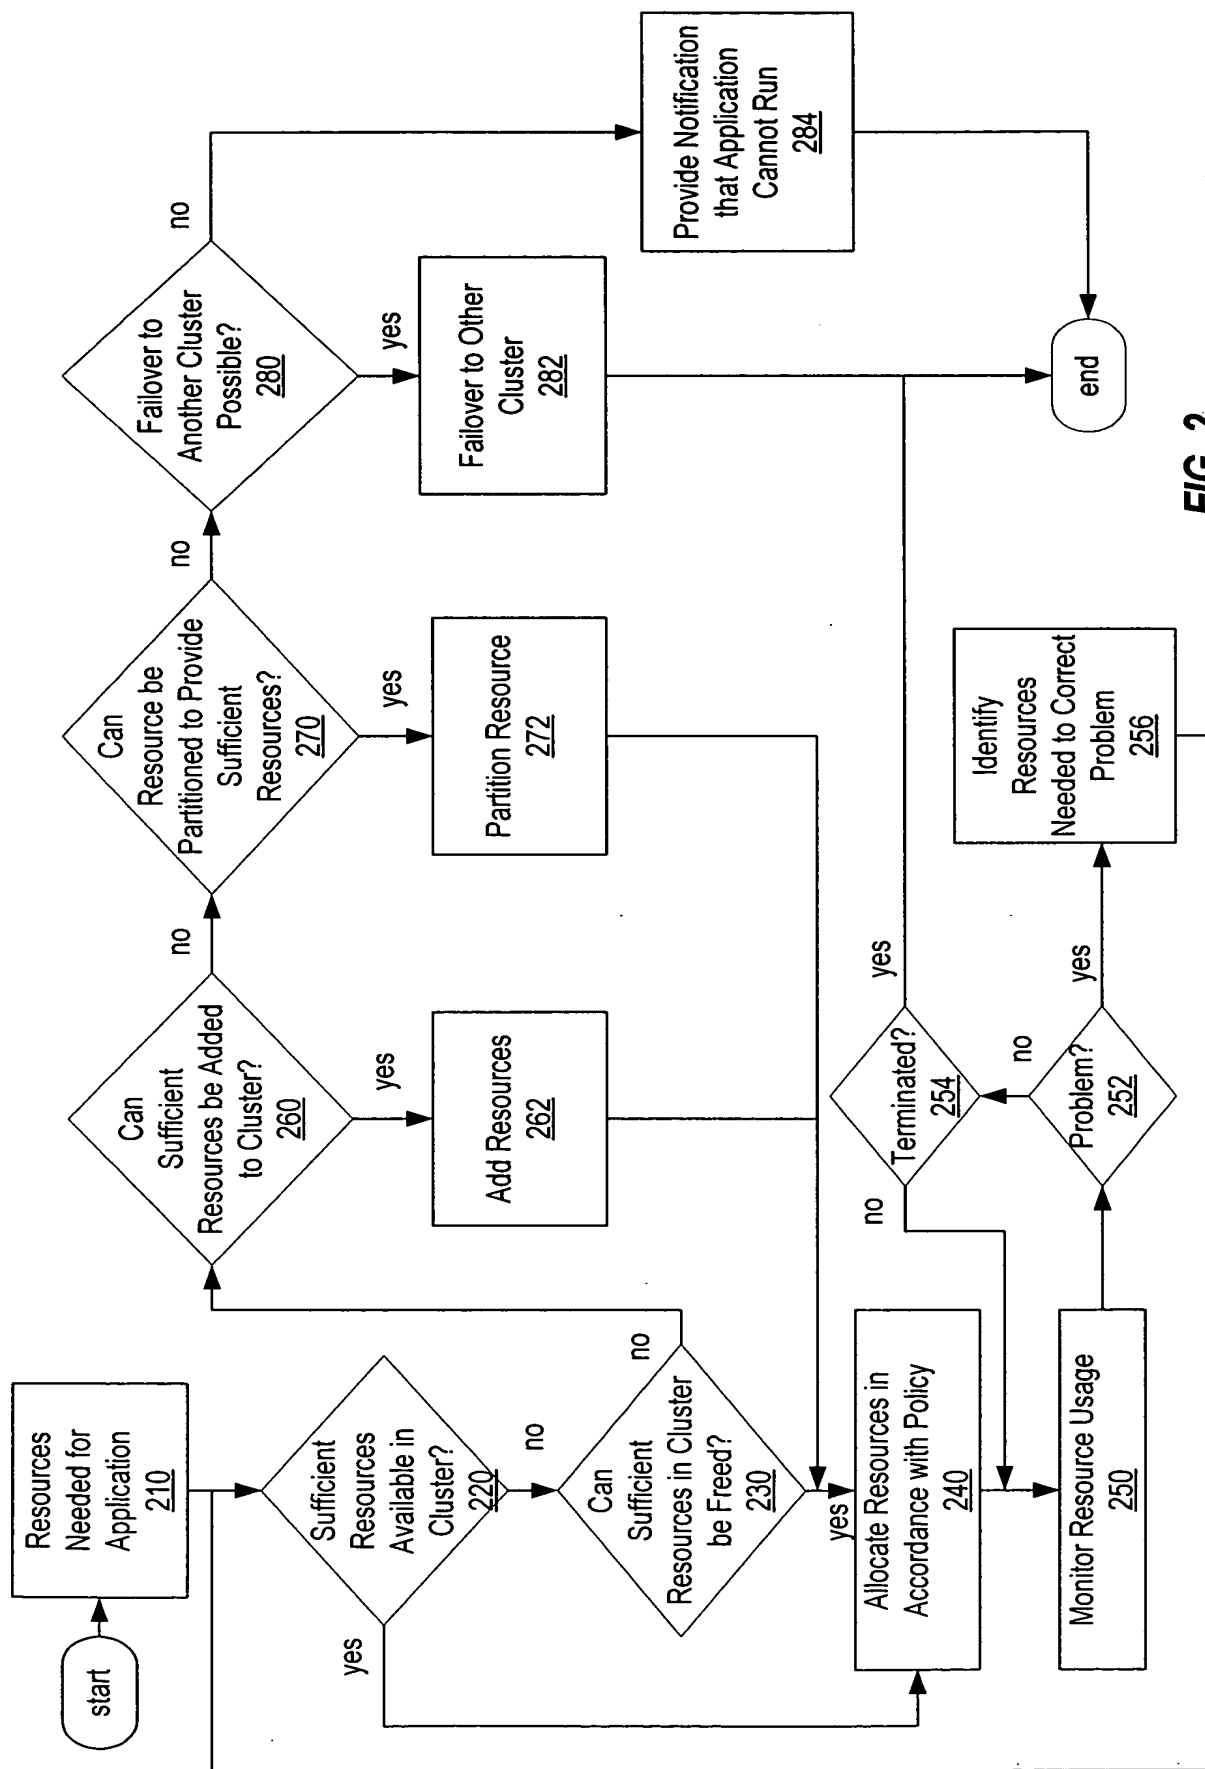 start
Resources
Needed for
Application
210
Sufficient
Resources
Available in
Cluster?
220
yes
no
Can
Sufficient
Resources in Cluster
be Freed?
230
no
yes
Allocate Resources in
Accordance with Policy
240
Monitor Resource Usage
250
Can
Sufficient
Resources be Added
to Cluster?
260
yes
no
Add Resources
262
Can
Resource be
Partitioned to Provide
Sufficient
Resources?
270
yes
no
Partition Resource
272
Failover to
Another Cluster
Possible?
280
yes
no
Failover to Other
Cluster
282
Provide Notification
that Application
Cannot Run
284
Terminated?
254
no
yes
Problem?
252
no
yes
Identify
Resources
Needed to Correct
Problem
256
end
FIG. 2